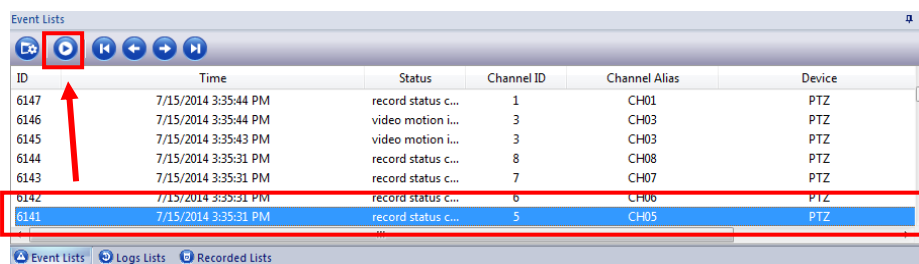 Event Lists
ID Time Status Channel ID Channel Alias Device
6147 7/15/2014 3:35:44 PM record status c... 1 CH01 PTZ
6146 7/15/2014 3:35:44 PM video motion i... 3 CH03 PTZ
6145 7/15/2014 3:35:43 PM video motion i... 3 CH03 PTZ
6144 7/15/2014 3:35:31 PM record status c... 8 CH08 PTZ
6143 7/15/2014 3:35:31 PM record status c... 7 CH07 PTZ
6142 7/15/2014 3:35:31 PM record status c... 6 CH06 PTZ
6141 7/15/2014 3:35:31 PM record status c... 5 CH05 PTZ
Event Lists Logs Lists Recorded Lists